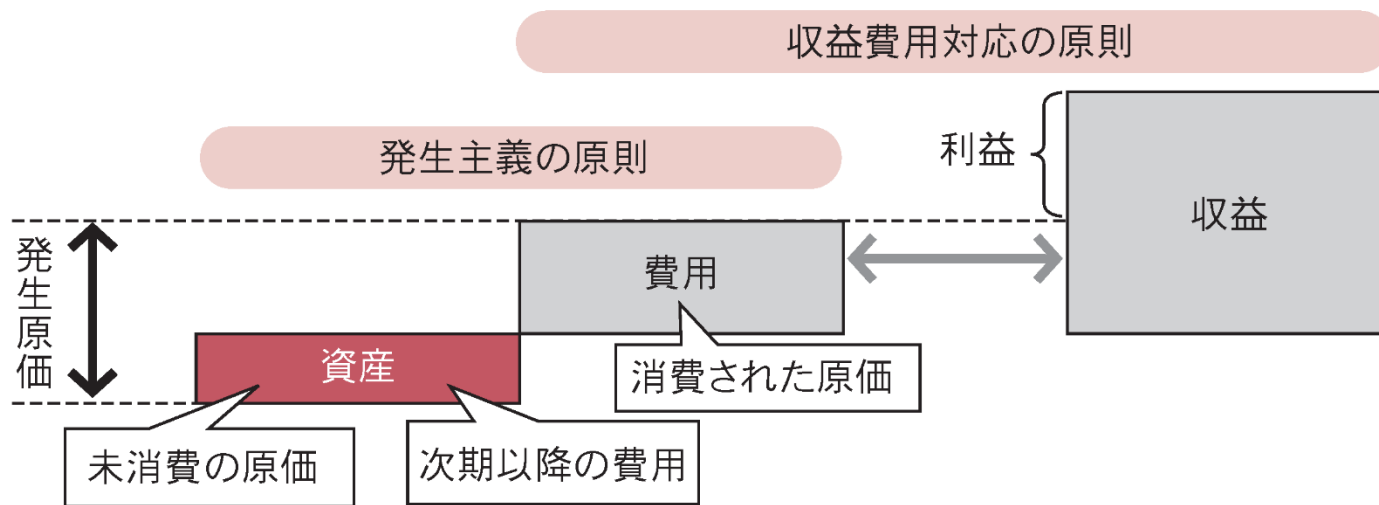 収益費用対応の原則
発生主義の原則
利益
収益
発生原価
費用
資産
消費された原価
未消費の原価
次期以降の費用